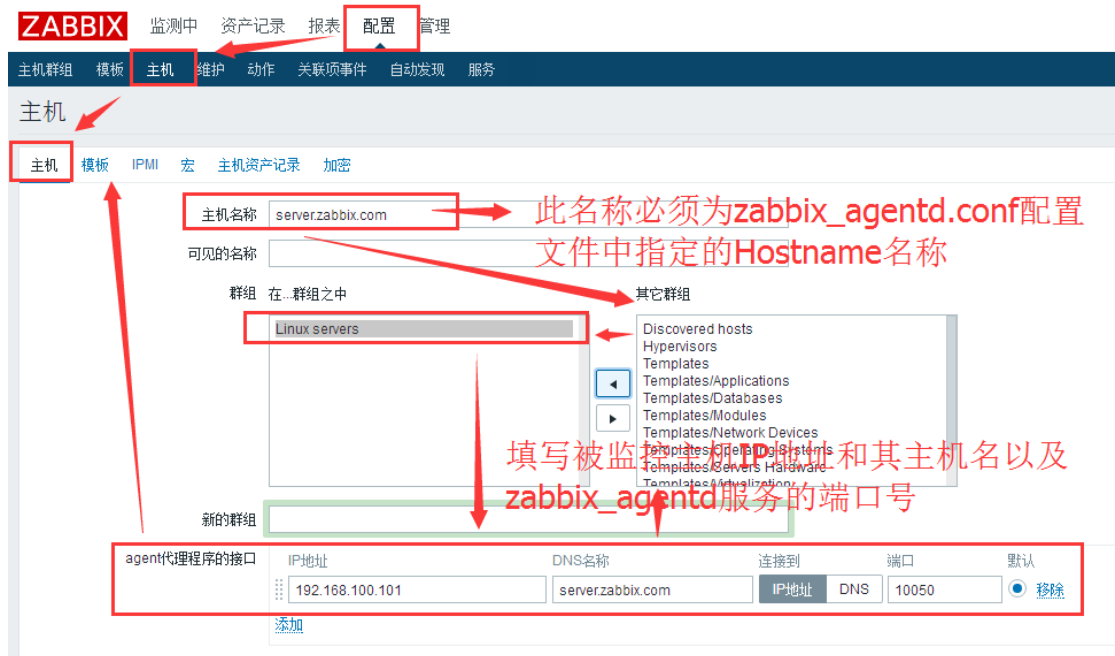 ZABBIX 监测中 资产记录 报表 配置 管理
主机群组 模板 主机 维护 动作 关联项事件 自动发现 服务
主机
主机 模板 IPMI 宏 主机资产记录 加密
主机名称 server.zabbix.com
此名称必须为zabbix_agentd.conf配置
文件中指定的Hostname名称
可见的名称
群组 在...群组之中 其它群组
Linux servers
Discovered hosts
Hypervisors
Templates
Templates/Applications
Templates/Databases
Templates/Modules
Templates/Network Devices
Templates/Operating Systems
Templates/Servers Hardware
Templates/Virtualization
填写被监控主机IP地址和其主机名以及
zabbix_agentd服务的端口号
新的群组
agent代理程序的接口 IP地址 DNS名称 连接到 端口 默认
192.168.100.101 server.zabbix.com IP地址 DNS 10050 移除
添加